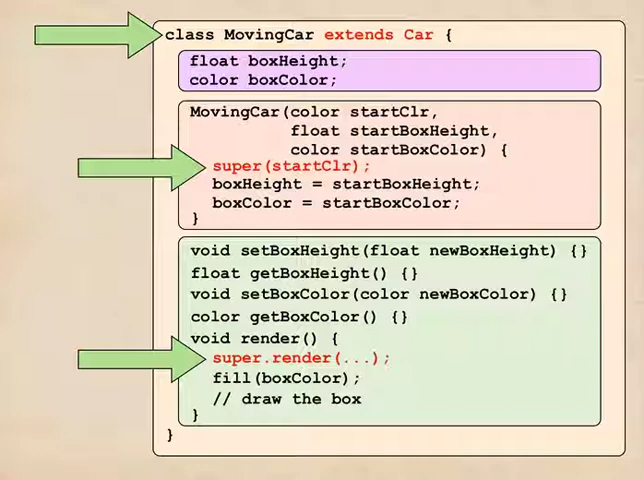 class MovingCar extends Car {
float boxHeight;
color boxColor;
MovingCar(color startClr,
float startBoxHeight,
color startBoxColor) {
super(startClr);
boxHeight = startBoxHeight;
boxColor = startBoxColor;
}
void setBoxHeight(float newBoxHeight) {}
float getBoxHeight() {}
void setBoxColor(color newBoxColor) {}
color getBoxColor() {}
void render() {
super.render(...);
fill(boxColor);
// draw the box
}
}